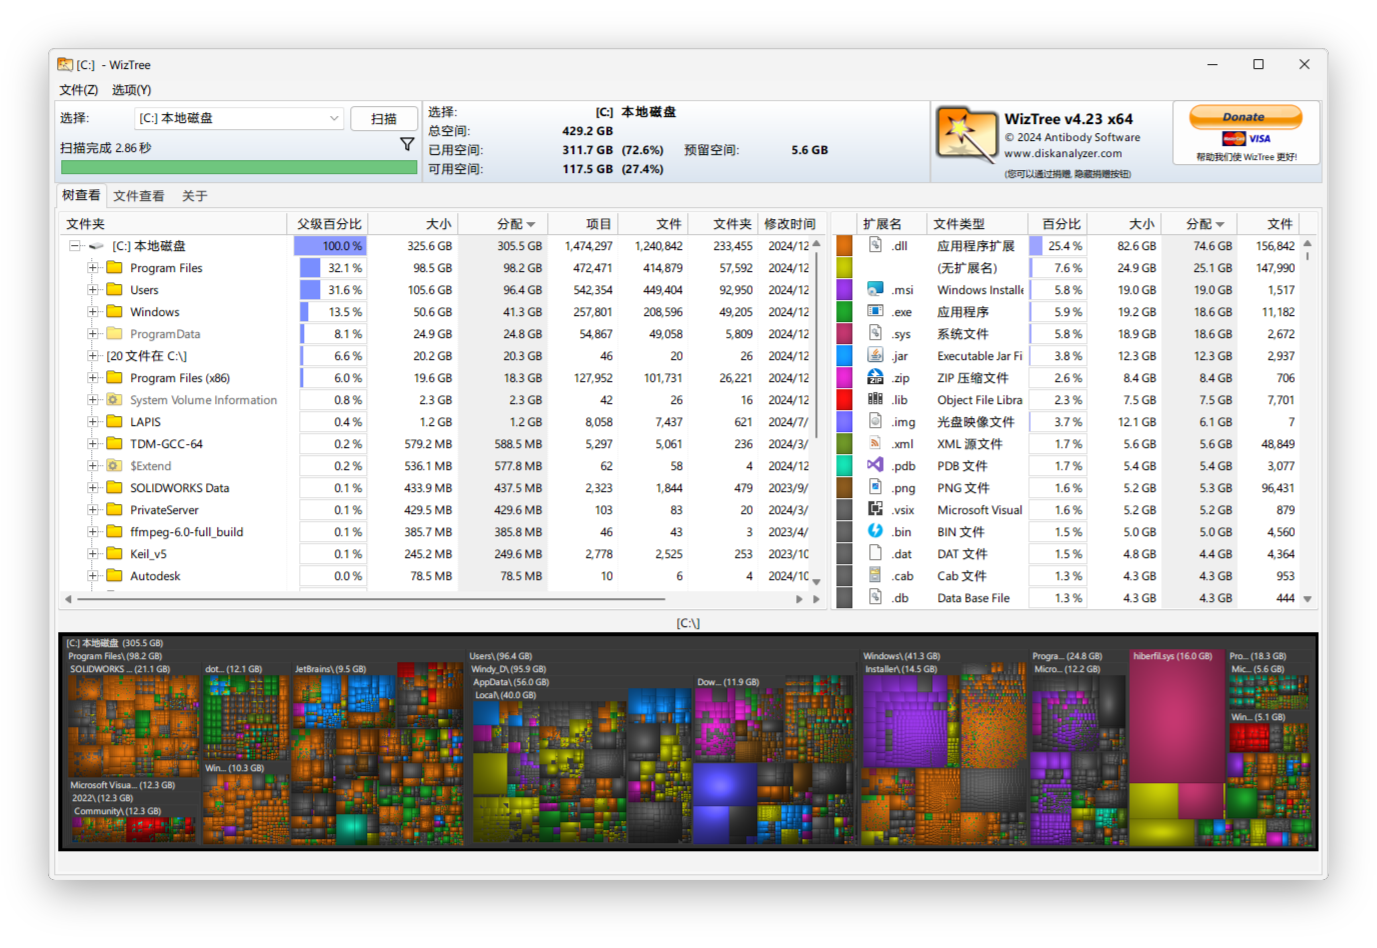 [C:]  - WizTree
文件(Z) 选项(Y)
选择: [C:] 本地磁盘 扫描
扫描完成 2.86 秒
选择: [C:] 本地磁盘
总空间: 429.2 GB
已用空间: 311.7 GB (72.6%) 预留空间: 5.6 GB
可用空间: 117.5 GB (27.4%)
WizTree v4.23 x64
© 2024 Antibody Software
www.diskanalyzer.com
(您可以通过捐赠, 隐藏捐赠按钮)
Donate
MasterCard VISA
帮助我们使 WizTree 更好!
树查看 文件查看 关于
文件夹 父级百分比 大小 分配 项目 文件 文件夹 修改时间
[C:] 本地磁盘 100.0 % 325.6 GB 305.5 GB 1,474,297 1,240,842 233,455 2024/12
Program Files 32.1 % 98.5 GB 98.2 GB 472,471 414,879 57,592 2024/12
Users 31.6 % 105.6 GB 96.4 GB 542,354 449,404 92,950 2024/12
Windows 13.5 % 50.6 GB 41.3 GB 257,801 208,596 49,205 2024/12
ProgramData 8.1 % 24.9 GB 24.8 GB 54,867 49,058 5,809 2024/12
[20 文件在 C:\] 6.6 % 20.2 GB 20.3 GB 46 20 26 2024/12
Program Files (x86) 6.0 % 19.6 GB 18.3 GB 127,952 101,731 26,221 2024/12
System Volume Information 0.8 % 2.3 GB 2.3 GB 42 26 16 2024/12
LAPIS 0.4 % 1.2 GB 1.2 GB 8,058 7,437 621 2024/7/
TDM-GCC-64 0.2 % 579.2 MB 588.5 MB 5,297 5,061 236 2024/3/
$Extend 0.2 % 536.1 MB 577.8 MB 62 58 4 2024/12
SOLIDWORKS Data 0.1 % 433.9 MB 437.5 MB 2,323 1,844 479 2023/9/
PrivateServer 0.1 % 429.5 MB 429.6 MB 103 83 20 2024/3/
ffmpeg-6.0-full_build 0.1 % 385.7 MB 385.8 MB 46 43 3 2023/4/
Keil_v5 0.1 % 245.2 MB 249.6 MB 2,778 2,525 253 2023/10
Autodesk 0.0 % 78.5 MB 78.5 MB 10 6 4 2024/10
扩展名 文件类型 百分比 大小 分配 文件
.dll 应用程序扩展 25.4 % 82.6 GB 74.6 GB 156,842
(无扩展名) 7.6 % 24.9 GB 25.1 GB 147,990
.msi Windows Installe 5.8 % 19.0 GB 19.0 GB 1,517
.exe 应用程序 5.9 % 19.2 GB 18.6 GB 11,182
.sys 系统文件 5.8 % 18.9 GB 18.6 GB 2,672
.jar Executable Jar Fi 3.8 % 12.3 GB 12.3 GB 2,937
.zip ZIP 压缩文件 2.6 % 8.4 GB 8.4 GB 706
.lib Object File Libra 2.3 % 7.5 GB 7.5 GB 7,701
.img 光盘映像文件 3.7 % 12.1 GB 6.1 GB 7
.xml XML 源文件 1.7 % 5.6 GB 5.6 GB 48,849
.pdb PDB 文件 1.7 % 5.4 GB 5.4 GB 3,077
.png PNG 文件 1.6 % 5.2 GB 5.3 GB 96,431
.vsix Microsoft Visual 1.6 % 5.2 GB 5.2 GB 879
.bin BIN 文件 1.5 % 5.0 GB 5.0 GB 4,560
.dat DAT 文件 1.5 % 4.8 GB 4.4 GB 4,364
.cab Cab 文件 1.3 % 4.3 GB 4.3 GB 953
.db Data Base File 1.3 % 4.3 GB 4.3 GB 444
[C:\]
[C:] 本地磁盘 (305.5 GB)
Program Files\ (98.2 GB) Users\ (96.4 GB) Windows\ (41.3 GB) Progra... (24.8 GB) hiberfil.sys (16.0 GB) Pro... (18.3 GB)
SOLIDWORKS ... (21.1 GB) dot... (12.1 GB) JetBrains\ (9.5 GB) Windy_D\ (95.9 GB) Installer\ (14.5 GB) Micro... (12.2 GB) Mic... (5.6 GB)
AppData\ (56.0 GB) Dow... (11.9 GB)
Local\ (40.0 GB)
Win... (5.1 GB)
Win... (10.3 GB)
Microsoft Visua... (12.3 GB)
2022\ (12.3 GB)
Community\ (12.3 GB)